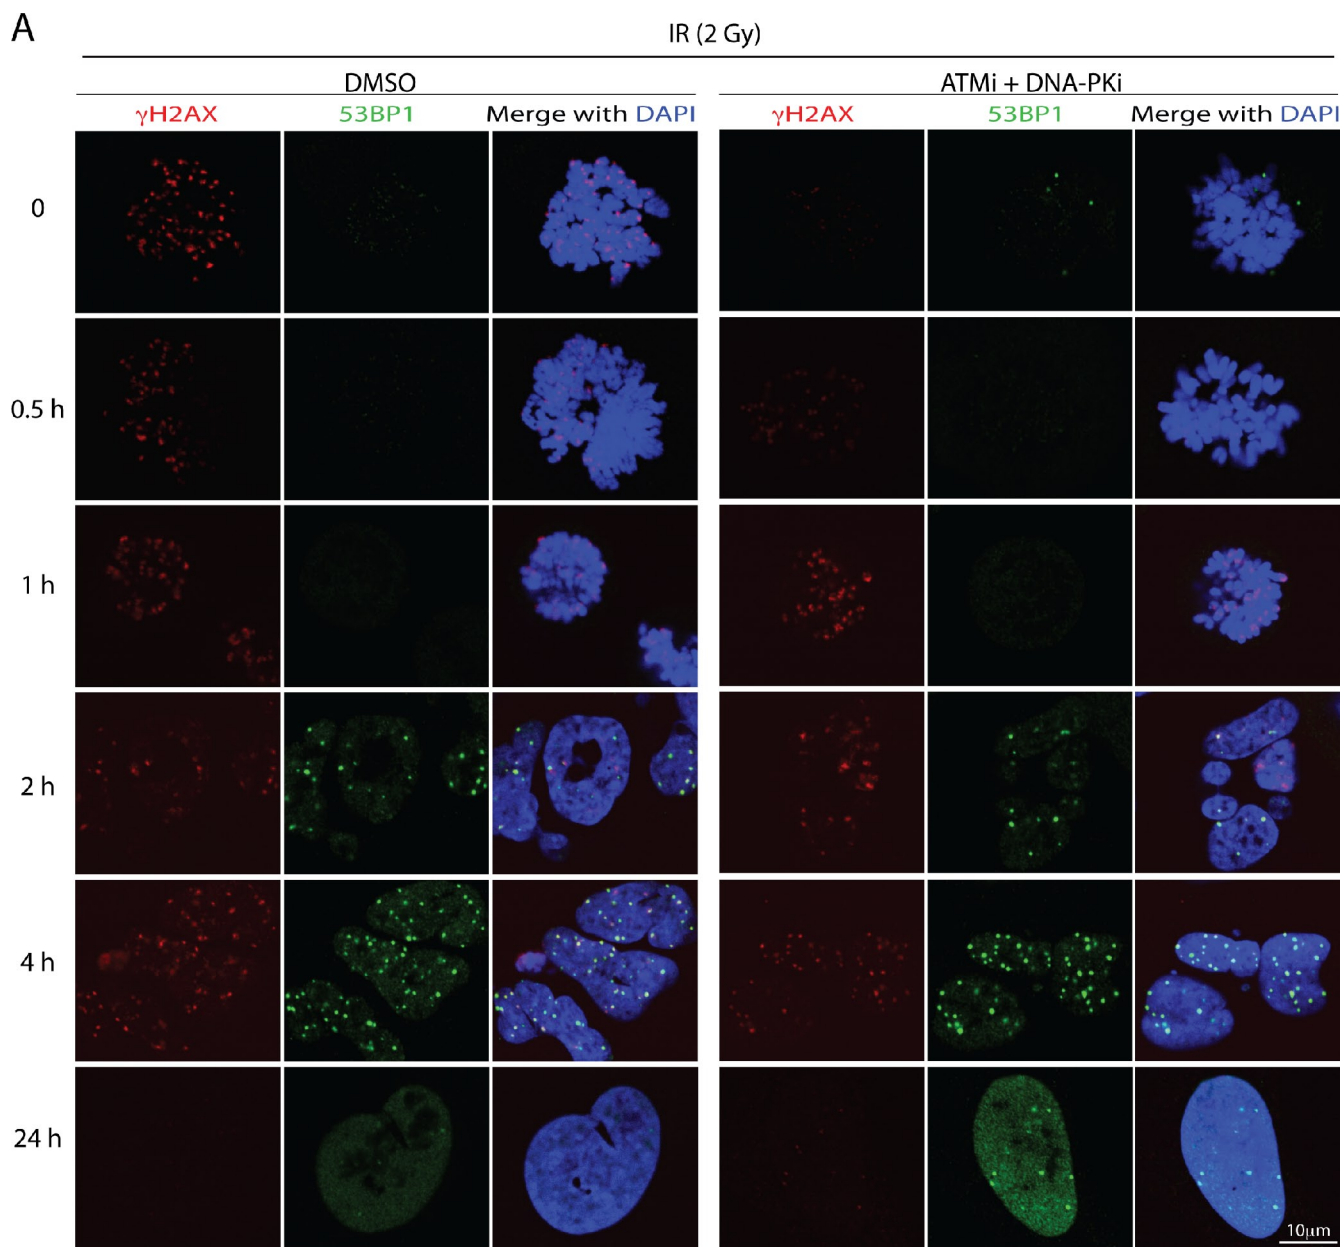 A
IR (2 Gy)
DMSO
ATMi + DNA-PKi
γH2AX 53BP1 Merge with DAPI γH2AX 53BP1 Merge with DAPI
0
0.5 h
1 h
2 h
4 h
24 h
10μm